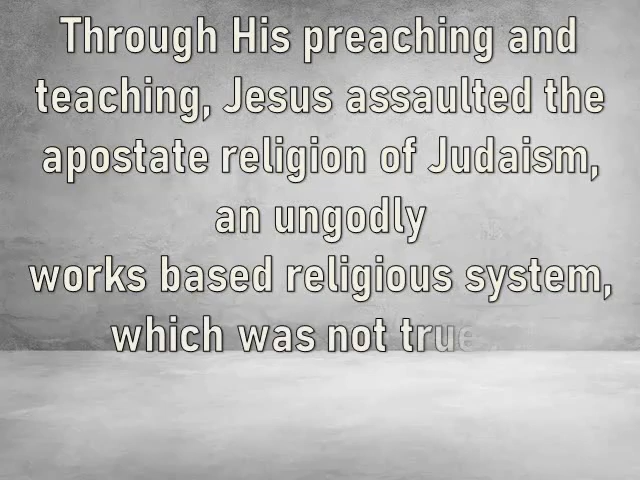 Through His preaching and
teaching, Jesus assaulted the
apostate religion of Judaism,
an ungodly
works based religious system,
which was not true